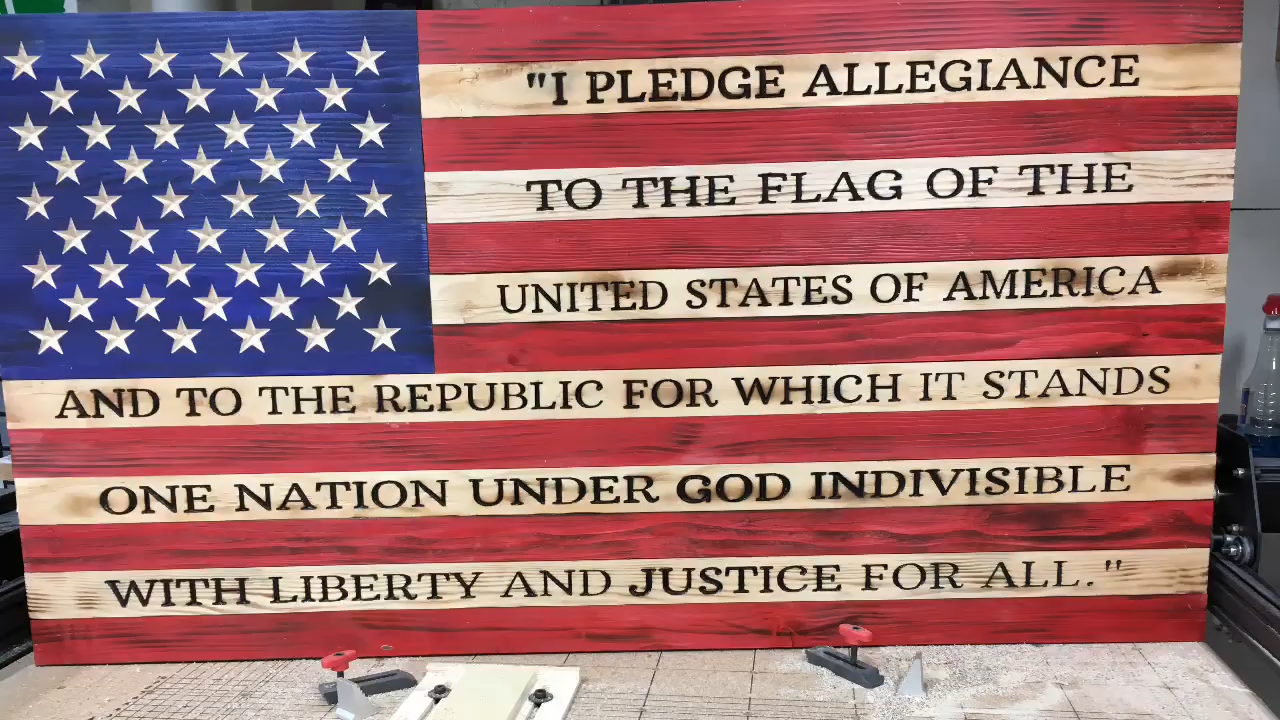 "I PLEDGE ALLEGIANCE
TO THE FLAG OF THE
UNITED STATES OF AMERICA
AND TO THE REPUBLIC FOR WHICH IT STANDS
ONE NATION UNDER GOD INDIVISIBLE
WITH LIBERTY AND JUSTICE FOR ALL."